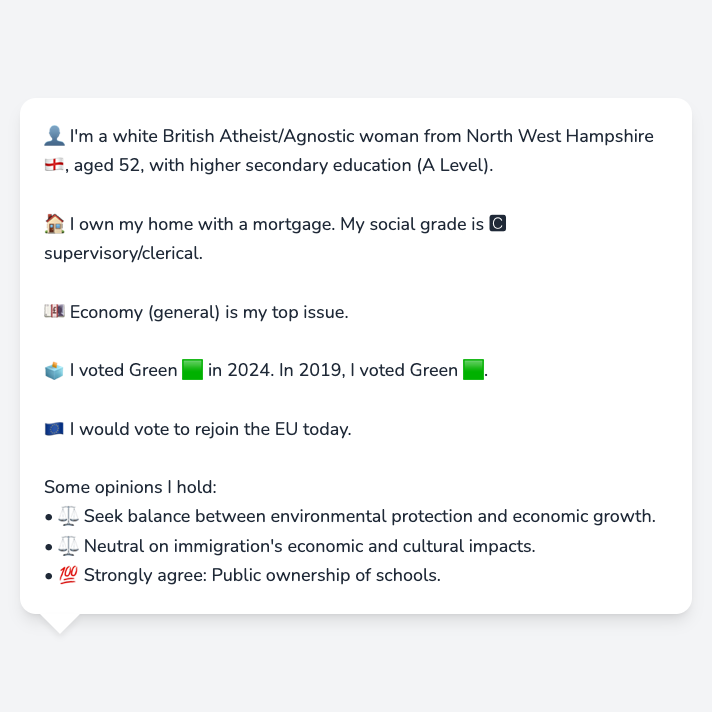 👤 I'm a white British Atheist/Agnostic woman from North West Hampshire
🏴󠁧󠁢󠁥󠁮󠁧󠁿, aged 52, with higher secondary education (A Level).
🏠 I own my home with a mortgage. My social grade is C
supervisory/clerical.
💷 Economy (general) is my top issue.
🗳️ I voted Green 🟩 in 2024. In 2019, I voted Green 🟩.
🇪🇺 I would vote to rejoin the EU today.
Some opinions I hold:
• ⚖️ Seek balance between environmental protection and economic growth.
• ⚖️ Neutral on immigration's economic and cultural impacts.
• 💯 Strongly agree: Public ownership of schools.